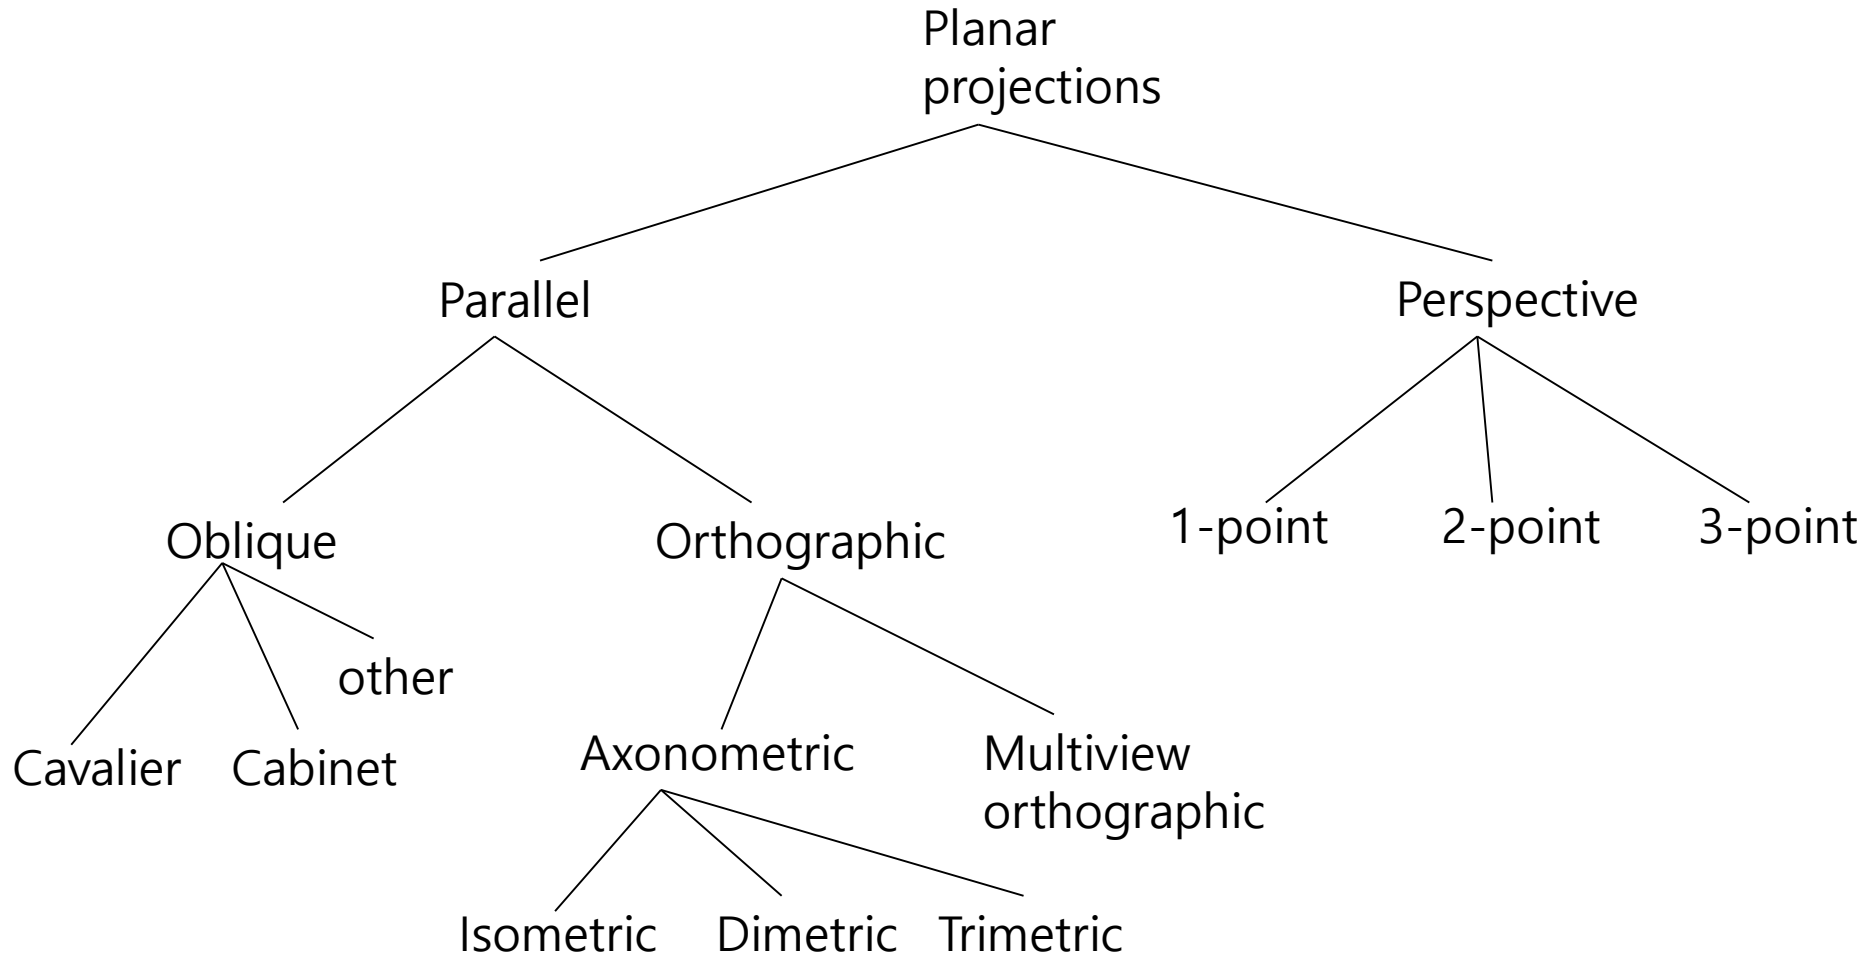 Planar
projections
Parallel
Perspective
Oblique
Orthographic
1-point
2-point
3-point
other
Cavalier
Cabinet
Axonometric
Multiview
orthographic
Isometric
Dimetric
Trimetric